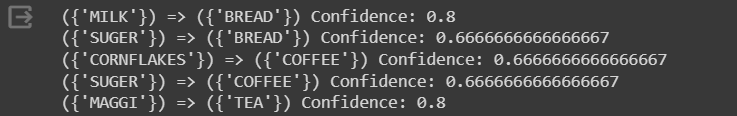 ({'MILK'}) => ({'BREAD'}) Confidence: 0.8
({'SUGER'}) => ({'BREAD'}) Confidence: 0.6666666666666667
({'CORNFLAKES'}) => ({'COFFEE'}) Confidence: 0.6666666666666667
({'SUGER'}) => ({'COFFEE'}) Confidence: 0.6666666666666667
({'MAGGI'}) => ({'TEA'}) Confidence: 0.8